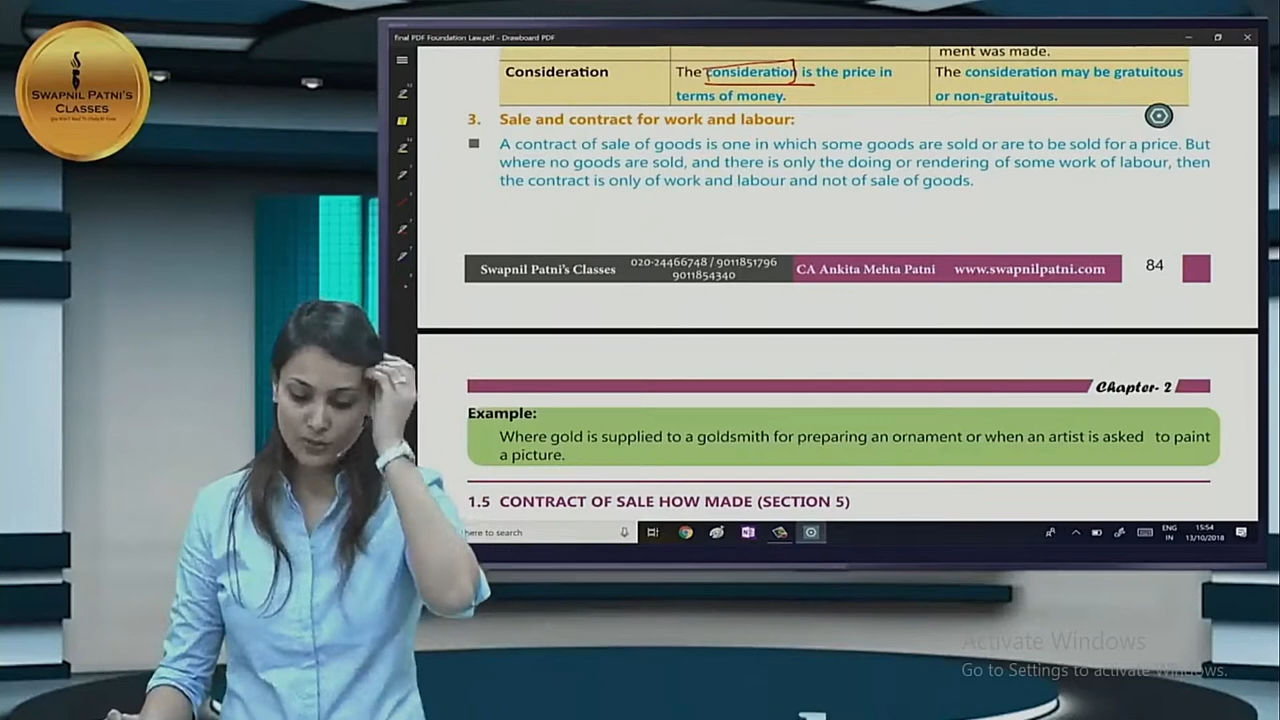 SWAPNIL PATNI'S
CLASSES
final PDF Foundation Law.pdf - Drawboard PDF
ment was made.
Consideration
The consideration is the price in
terms of money.
The consideration may be gratuitous
or non-gratuitous.
3. Sale and contract for work and labour:
A contract of sale of goods is one in which some goods are sold or are to be sold for a price. But
where no goods are sold, and there is only the doing or rendering of some work of labour, then
the contract is only of work and labour and not of sale of goods.
Swapnil Patni's Classes
020-24466748 / 9011851796
9011854340
CA Ankita Mehta Patni
www.swapnilpatni.com
84
Chapter- 2
Example:
Where gold is supplied to a goldsmith for preparing an ornament or when an artist is asked to paint
a picture.
1.5 CONTRACT OF SALE HOW MADE (SECTION 5)
here to search
ENG
IN
15:54
13/10/2018
Activate Windows
Go to Settings to activate Windows.